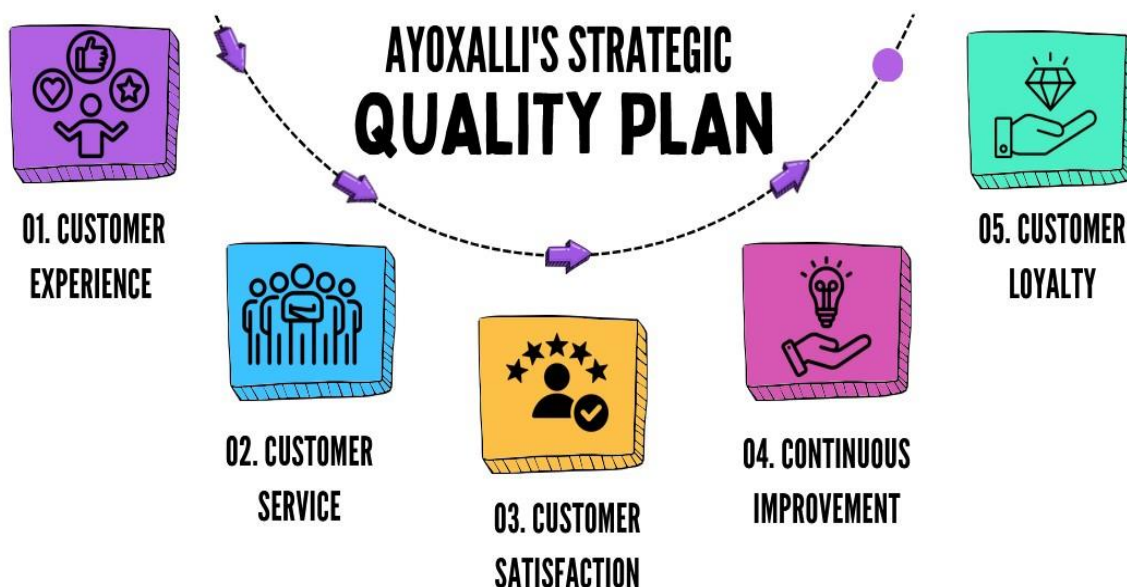 AYOXALLI'S STRATEGIC
QUALITY PLAN
01. CUSTOMER
EXPERIENCE
02. CUSTOMER
SERVICE
03. CUSTOMER
SATISFACTION
04. CONTINUOUS
IMPROVEMENT
05. CUSTOMER
LOYALTY